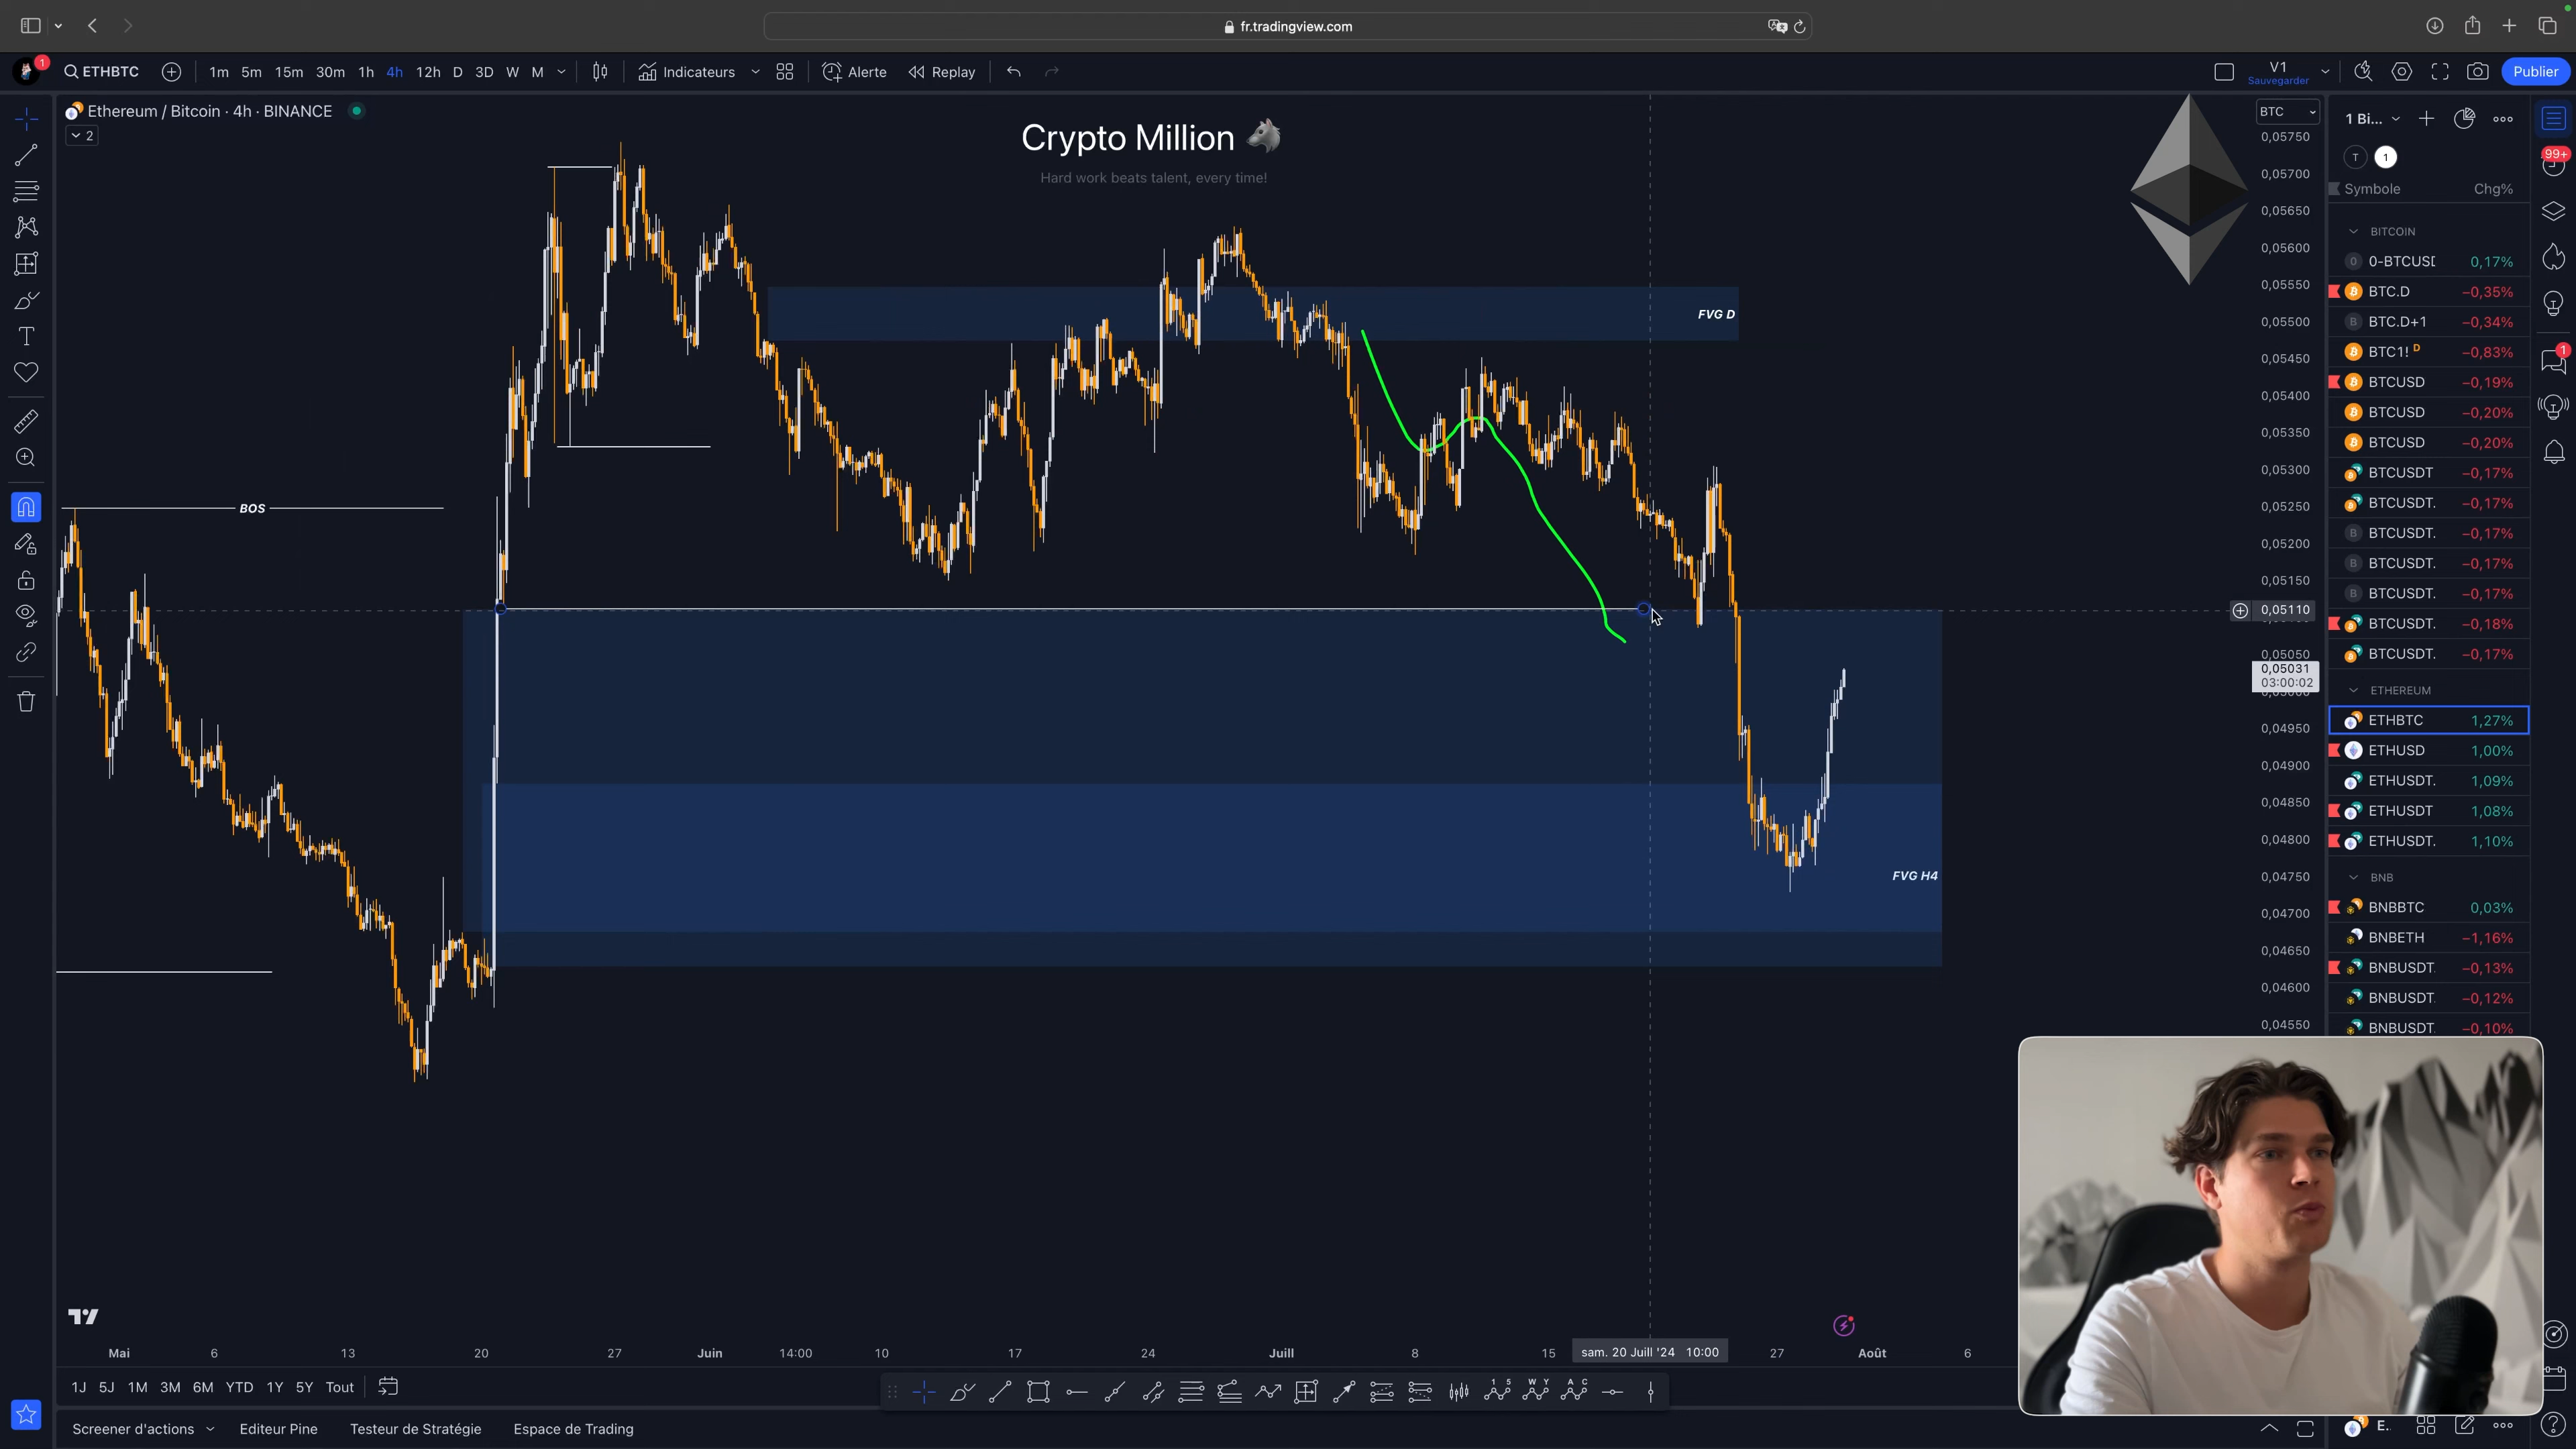 fr.tradingview.com
1
ETHBTC
1m 5m 15m 30m 1h 4h 12h D 3D W M
Indicateurs
Alerte
Replay
V1
Sauvegarder
Publier
Ethereum / Bitcoin · 4h · BINANCE
2
Crypto Million
Hard work beats talent, every time!
BTC
0,05750
0,05700
0,05650
0,05600
0,05550
0,05500
0,05450
0,05400
0,05350
0,05300
0,05250
0,05200
0,05150
0,05110
0,05050
0,05031
03:00:02
0,04950
0,04900
0,04850
0,04800
0,04750
0,04700
0,04650
0,04600
0,04550
FVG D
BOS
FVG H4
1 Bi...
T 1
99+
Symbole Chg%
BITCOIN
0-BTCUSD 0,17%
BTC.D −0,35%
BTC.D+1 −0,34%
BTC1! D −0,83%
BTCUSD −0,19%
BTCUSD −0,20%
BTCUSD −0,20%
BTCUSDT −0,17%
BTCUSDT. −0,17%
BTCUSDT. −0,17%
BTCUSDT. −0,17%
BTCUSDT. −0,17%
BTCUSDT. −0,18%
BTCUSDT. −0,17%
ETHEREUM
ETHBTC 1,27%
ETHUSD 1,00%
ETHUSDT. 1,09%
ETHUSDT 1,08%
ETHUSDT. 1,10%
BNB
BNBBTC 0,03%
BNBETH −1,16%
BNBUSDT −0,13%
BNBUSDT −0,12%
BNBUSDT −0,10%
1
Mai 6 13 20 27 Juin 14:00 10 17 24 Juill 8 15 sam. 20 Juill '24 10:00 27 Août 6
1J 5J 1M 3M 6M YTD 1Y 5Y Tout
1 5
W Y
A C
Screener d'actions Editeur Pine Testeur de Stratégie Espace de Trading
E..